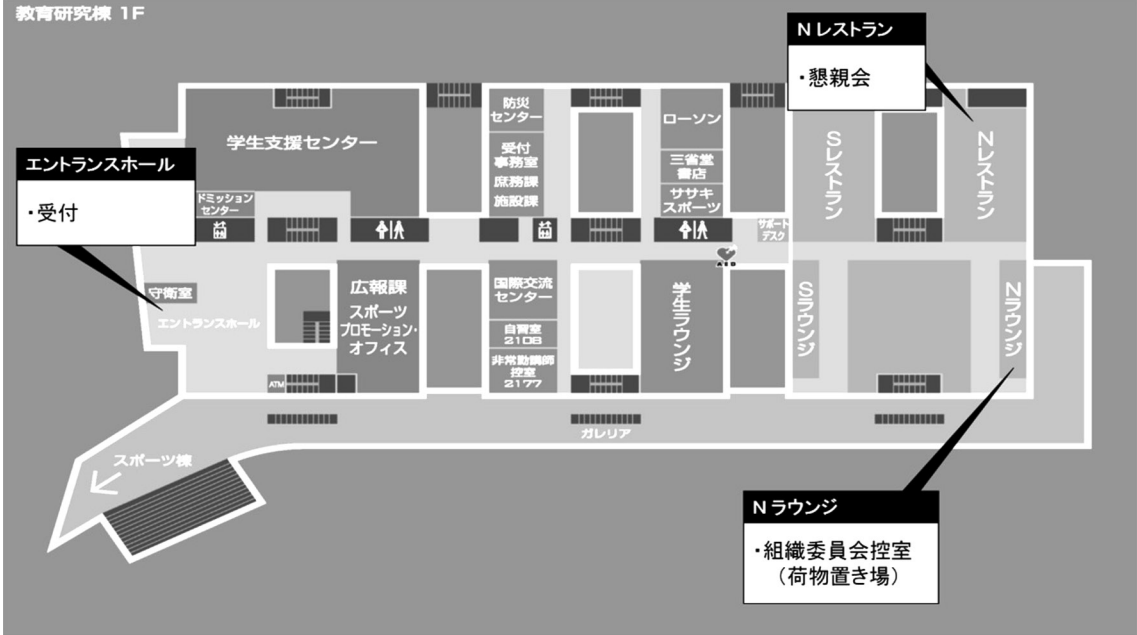 教育研究棟 1F
Nレストラン
・懇親会
エントランスホール
・受付
学生支援センター
ドミッション
センター
防災
センター
受付
事務室
庶務課
施設課
ローソン
三省堂
書店
ササキ
スポーツ
サポート
デスク
Sレストラン
Nレストラン
AED
守衛室
エントランスホール
広報課
スポーツ
プロモーション・
オフィス
国際交流
センター
自習室
2108
非常勤講師
控室
2177
学生ラウンジ
Sラウンジ
Nラウンジ
ATM
ガレリア
スポーツ棟
Nラウンジ
・組織委員会控室
(荷物置き場)